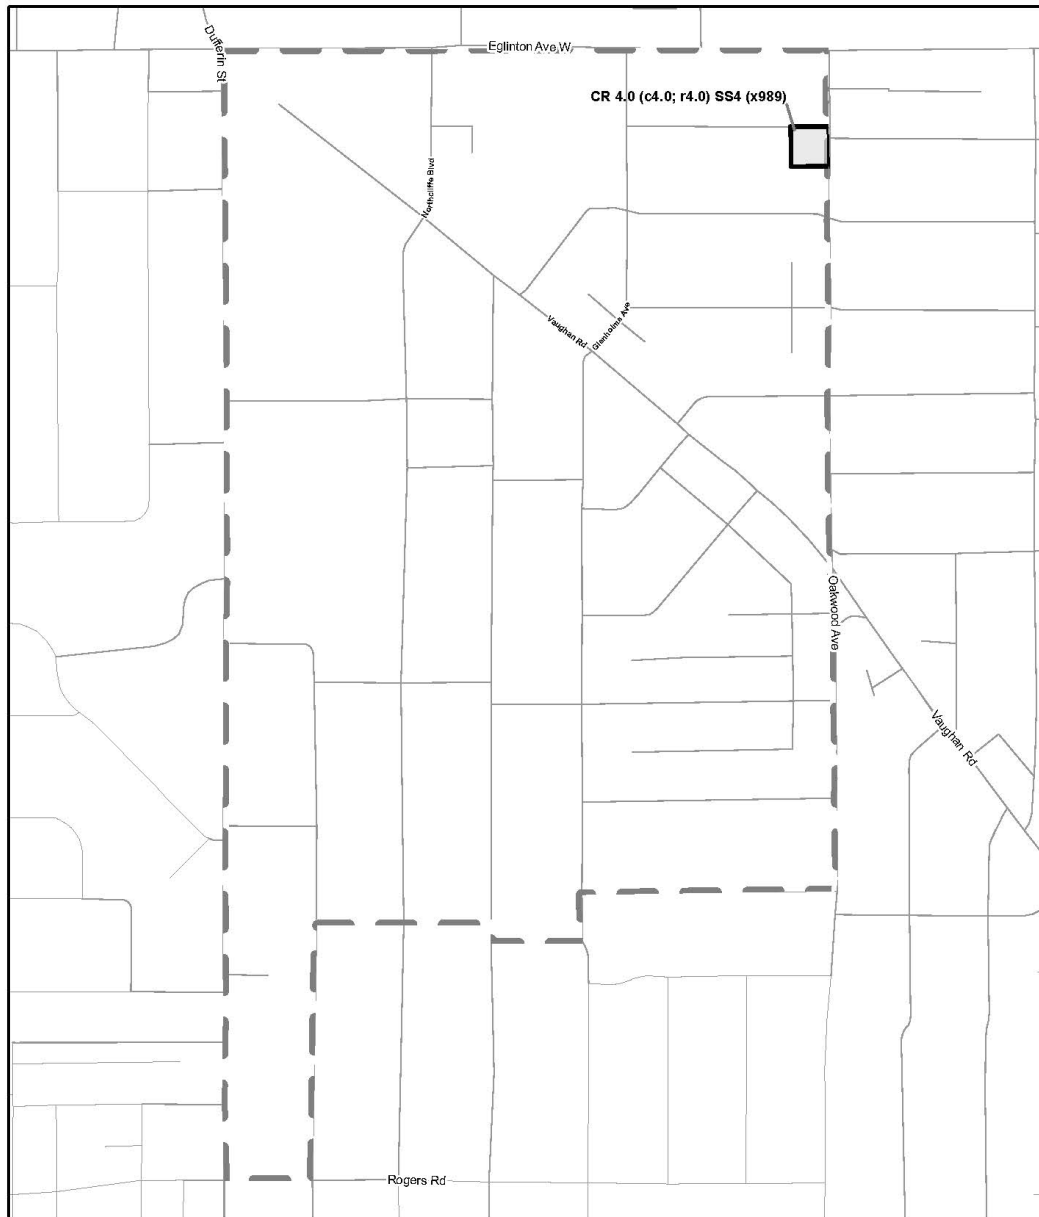 Dufferin St
Eglinton Ave W
CR 4.0 (c4.0; r4.0) SS4 (x989)
Northcliffe Blvd
Vaughan Rd
Glenholme Ave
Oakwood Ave
Vaughan Rd
Rogers Rd